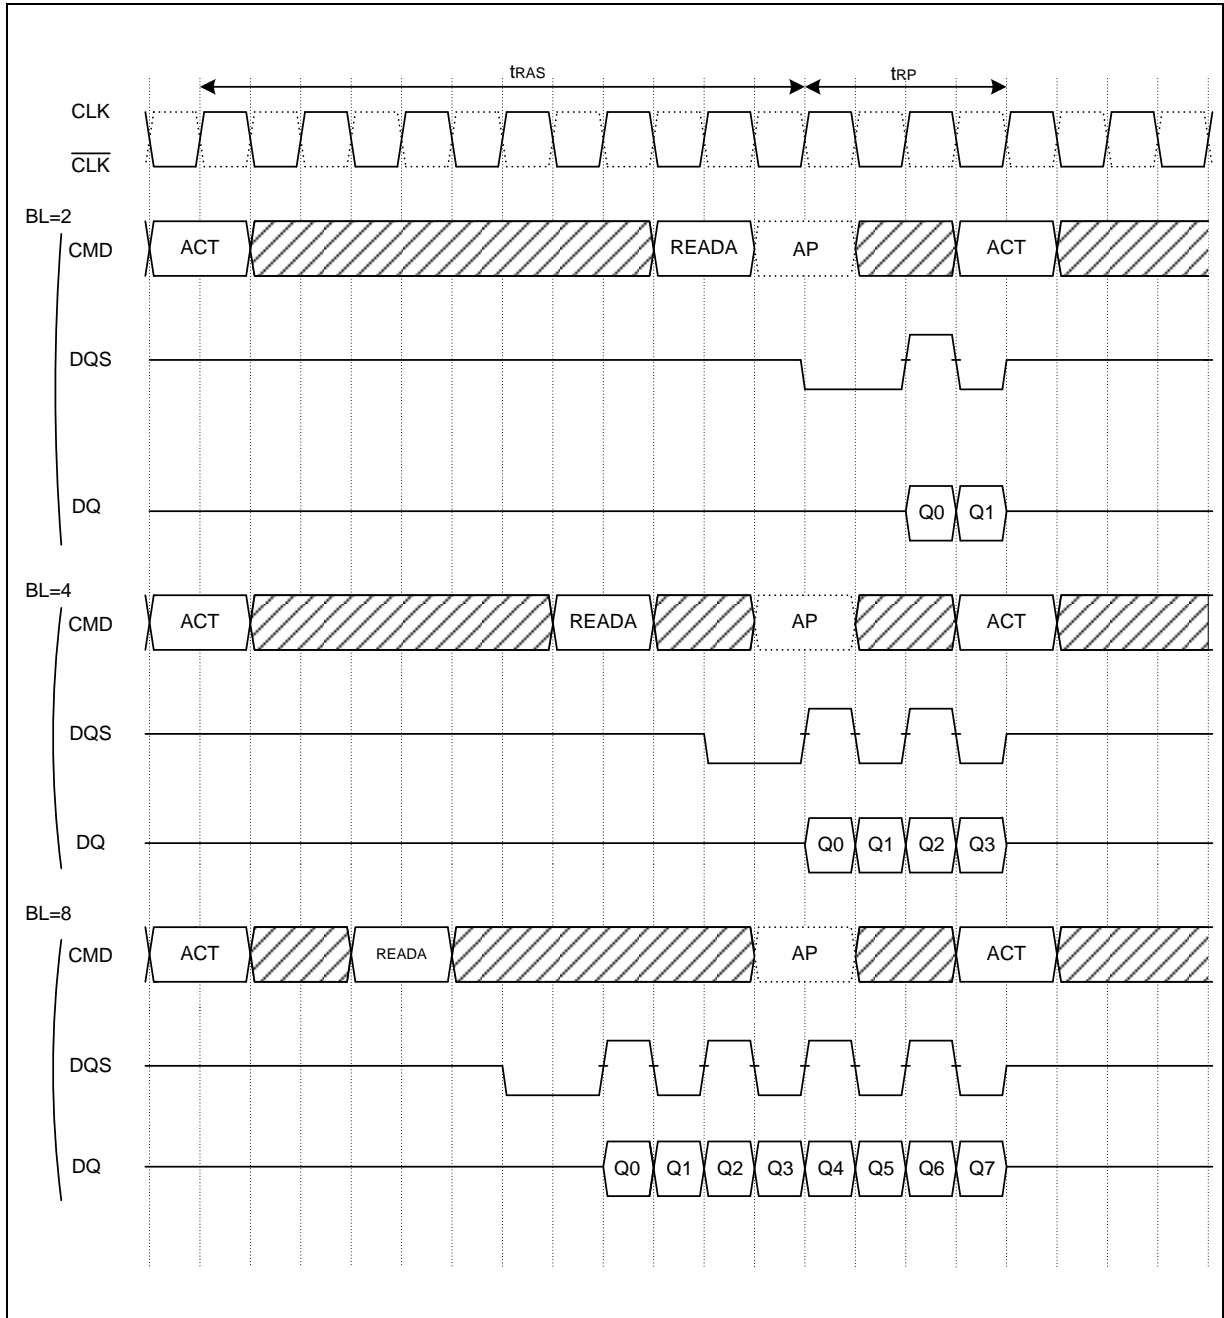 tRAS tRP
CLK
CLK
BL=2
CMD ACT READA AP ACT
DQS
DQ Q0 Q1
BL=4
CMD ACT READA AP ACT
DQS
DQ Q0 Q1 Q2 Q3
BL=8
CMD ACT READA AP ACT
DQS
DQ Q0 Q1 Q2 Q3 Q4 Q5 Q6 Q7